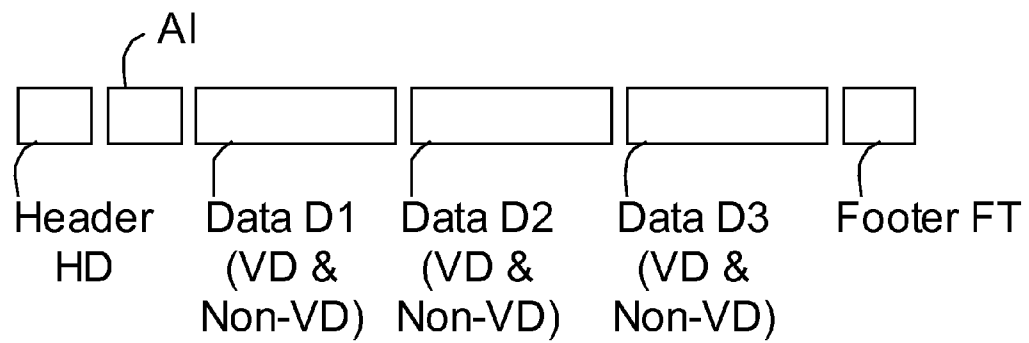 AI
Header
HD
Data D1
(VD &
Non-VD)
Data D2
(VD &
Non-VD)
Data D3
(VD &
Non-VD)
Footer FT